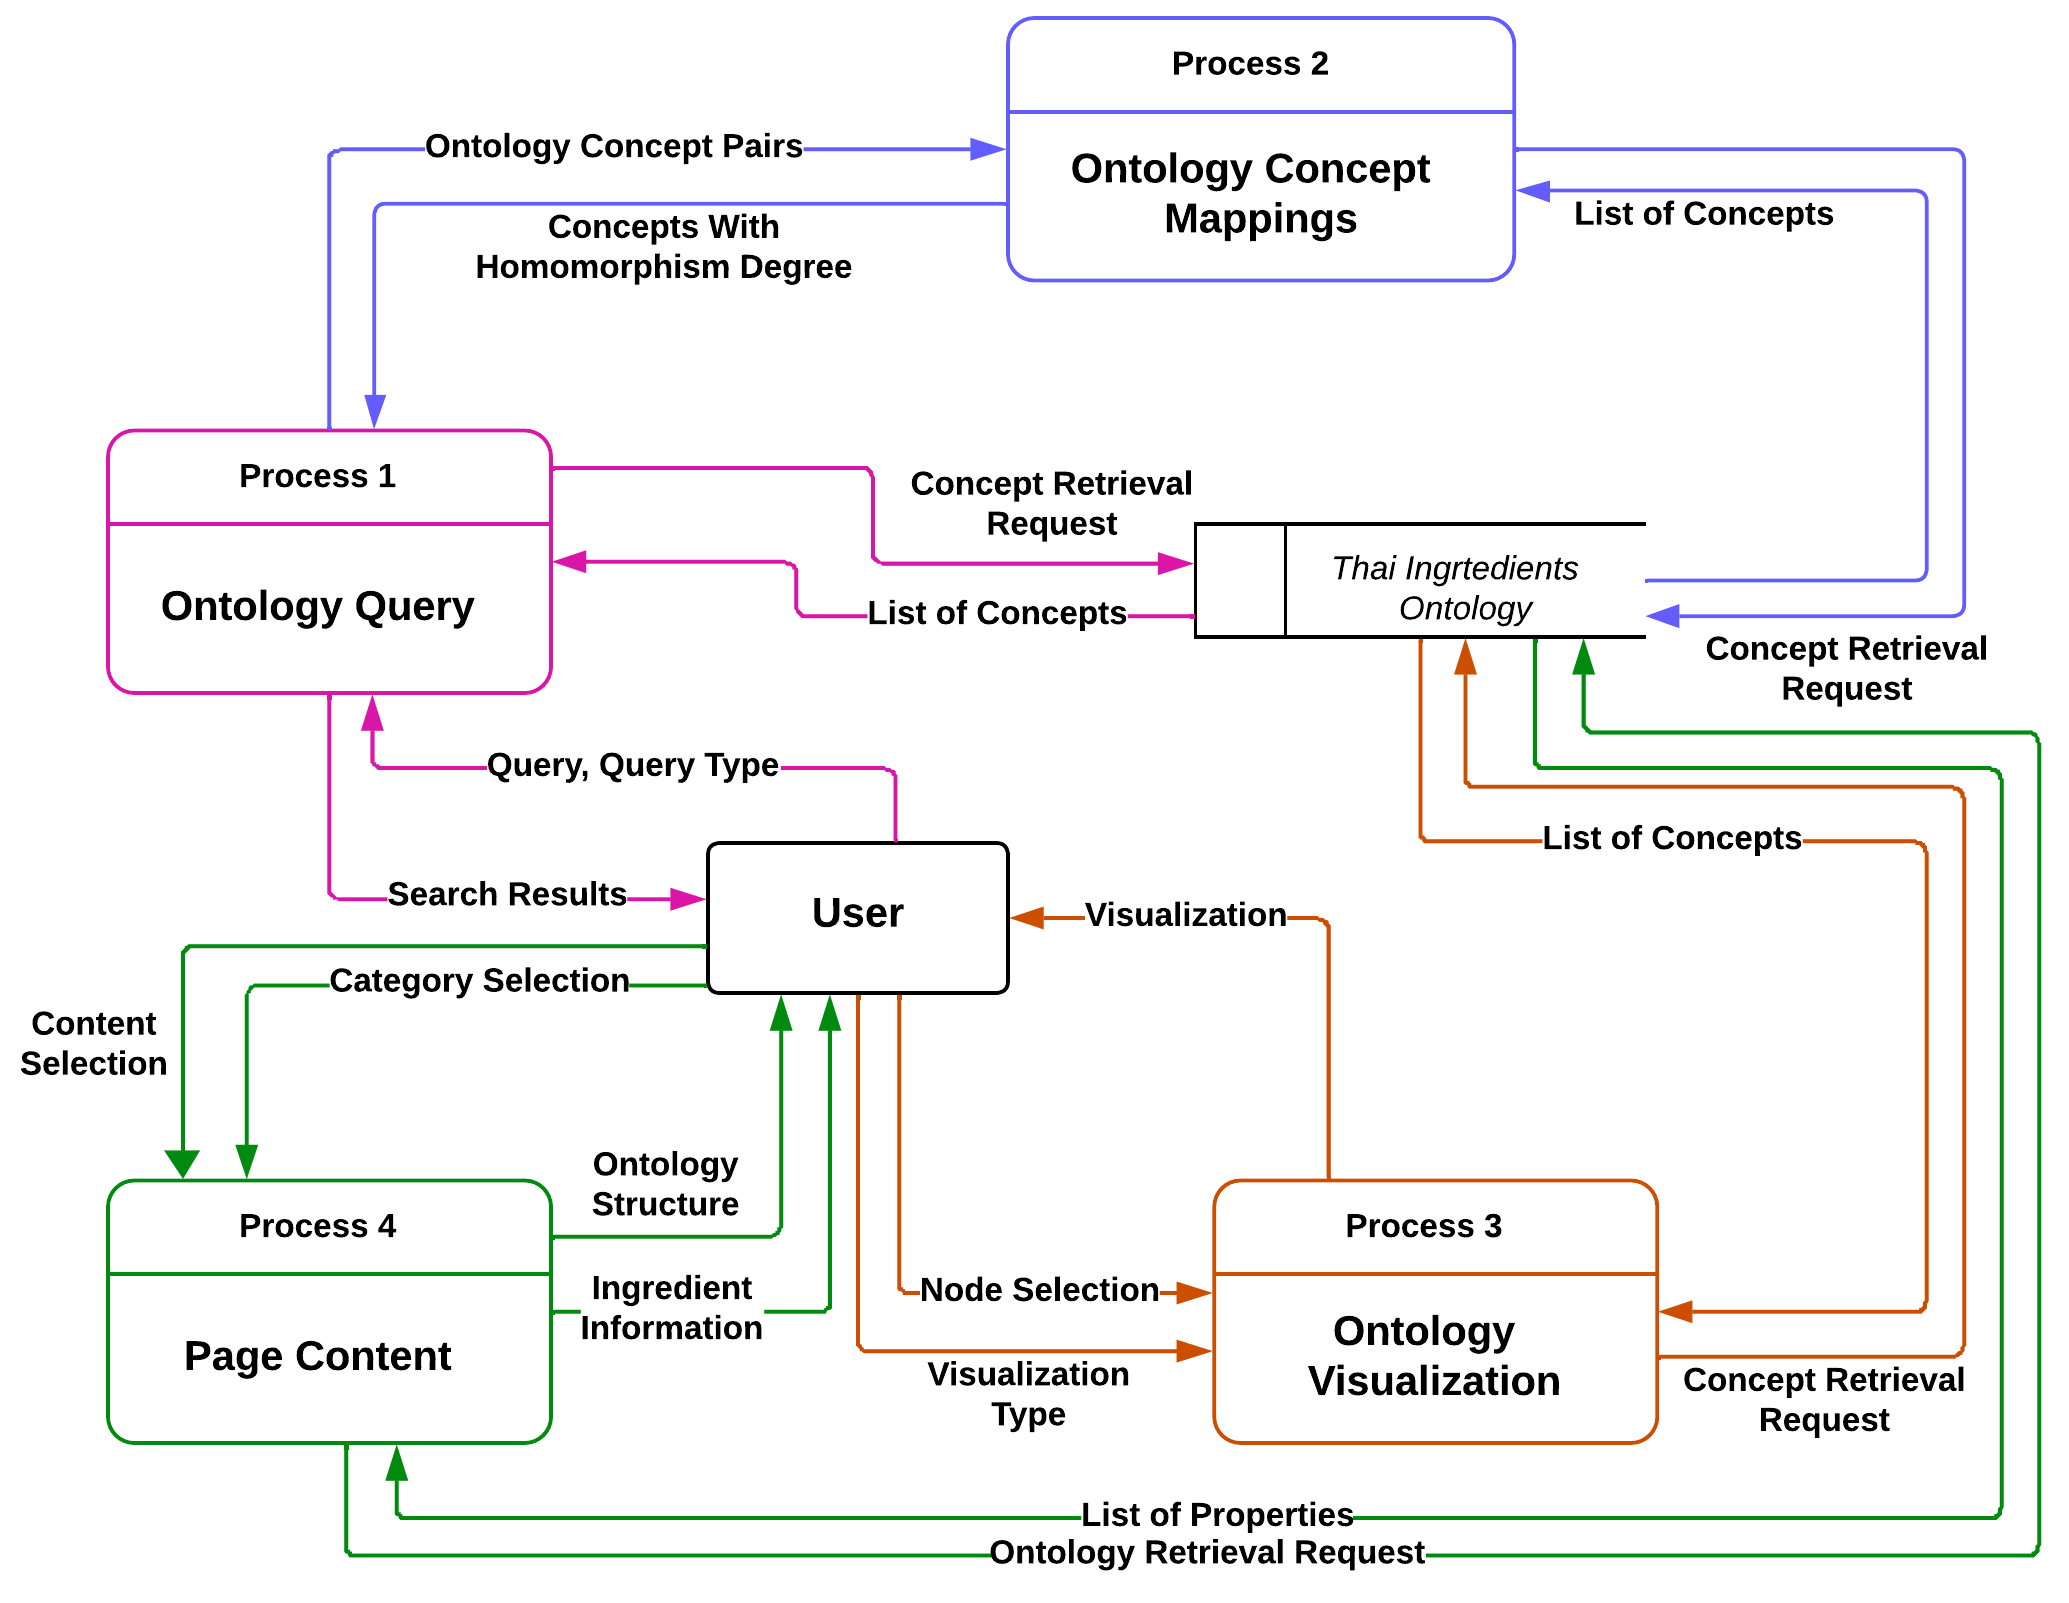 Process 2
Ontology Concept Pairs
Ontology Concept
Mappings
List of Concepts
Concepts With
Homomorphism Degree
Process 1
Concept Retrieval
Request
Thai Ingrtedients
Ontology
Ontology Query
List of Concepts
Concept Retrieval
Request
Query, Query Type
List of Concepts
Search Results
User
Visualization
Category Selection
Content
Selection
Ontology
Structure
Process 4
Process 3
Ingredient
Information
Node Selection
Page Content
Ontology
Visualization
Visualization
Type
Concept Retrieval
Request
List of Properties
Ontology Retrieval Request